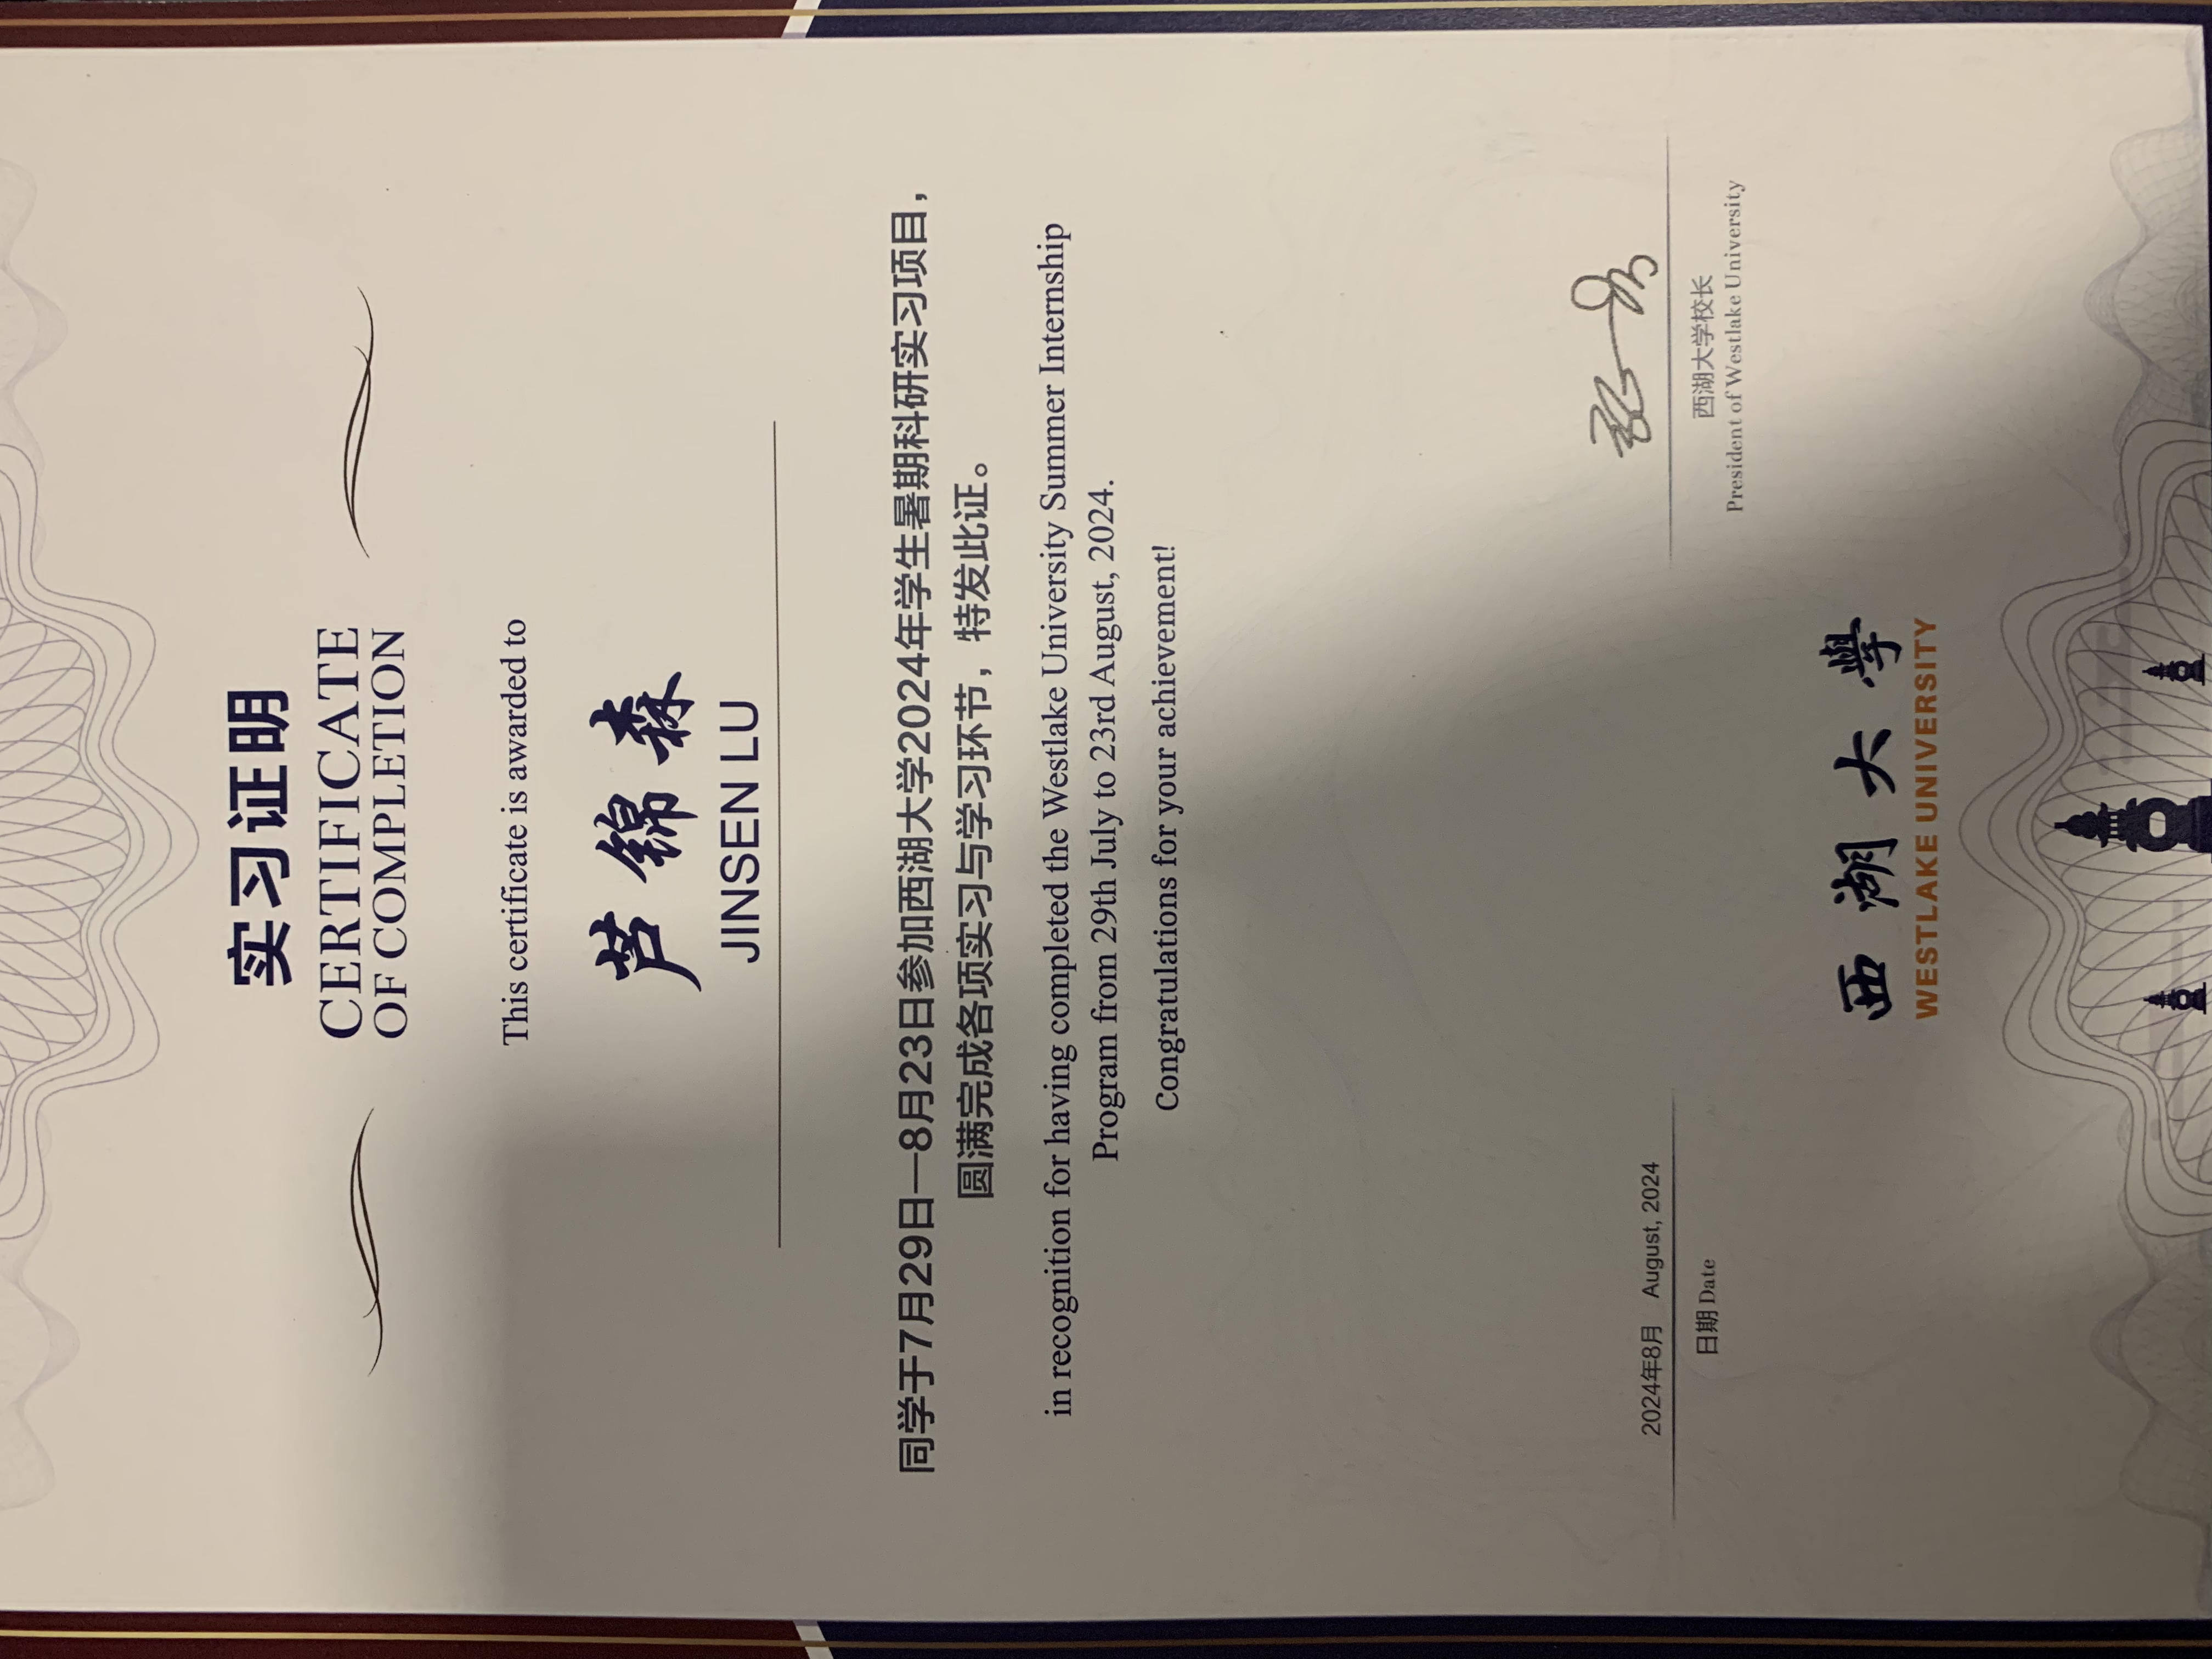 实习证明
CERTIFICATE
OF COMPLETION
This certificate is awarded to
芦锦森
JINSEN LU
同学于7月29日—8月23日参加西湖大学2024年学生暑期科研实习项目，
圆满完成各项实习与学习环节，特发此证。
in recognition for having completed the Westlake University Summer Internship
Program from 29th July to 23rd August, 2024.
Congratulations for your achievement!
2024年8月 August, 2024
日期 Date
西湖大学校长
President of Westlake University
西湖大學
WESTLAKE UNIVERSITY